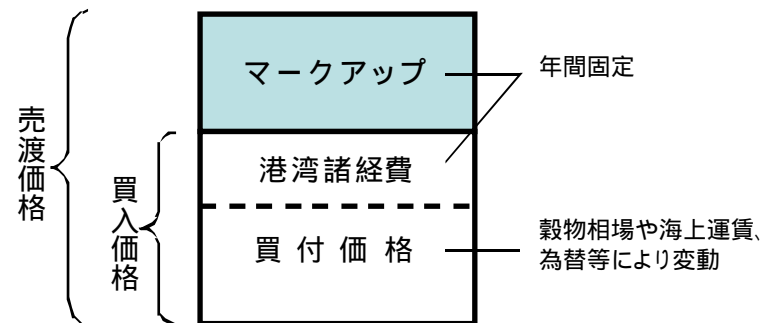 売渡価格
買入価格
マークアップ
港湾諸経費
買付価格
年間固定
穀物相場や海上運賃、
為替等により変動